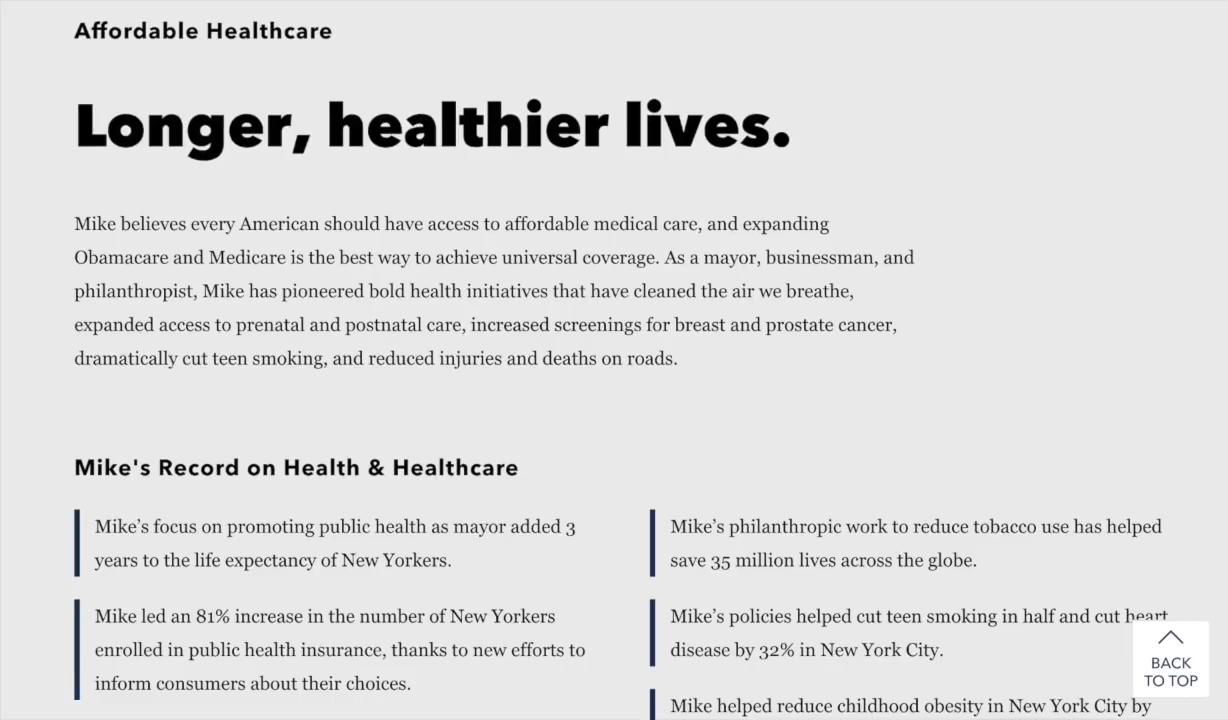 Affordable Healthcare
Longer, healthier lives.
Mike believes every American should have access to affordable medical care, and expanding
Obamacare and Medicare is the best way to achieve universal coverage. As a mayor, businessman, and
philanthropist, Mike has pioneered bold health initiatives that have cleaned the air we breathe,
expanded access to prenatal and postnatal care, increased screenings for breast and prostate cancer,
dramatically cut teen smoking, and reduced injuries and deaths on roads.
Mike's Record on Health & Healthcare
Mike’s focus on promoting public health as mayor added 3
years to the life expectancy of New Yorkers.
Mike led an 81% increase in the number of New Yorkers
enrolled in public health insurance, thanks to new efforts to
inform consumers about their choices.
Mike’s philanthropic work to reduce tobacco use has helped
save 35 million lives across the globe.
Mike’s policies helped cut teen smoking in half and cut heart
disease by 32% in New York City.
Mike helped reduce childhood obesity in New York City by
BACK
TO TOP